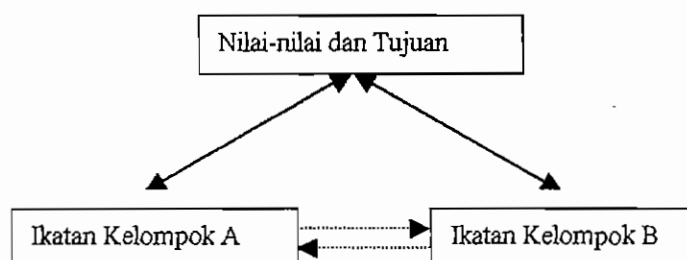 Nilai-nilai dan Tujuan
Ikatan Kelompok A
Ikatan Kelompok B